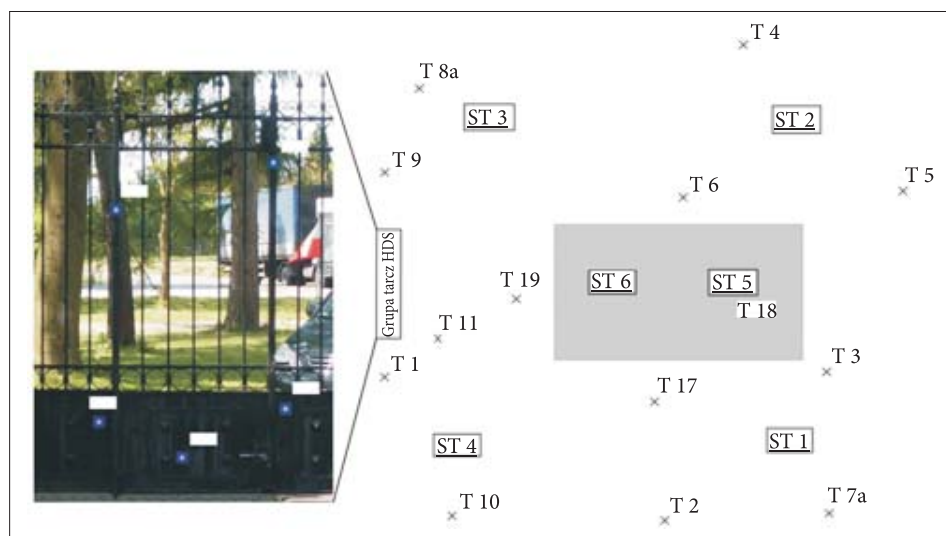 T 4
T 8a
ST 3
ST 2
T 9
T 5
T 6
Grupa tarcz HDS
T 19
ST 6
ST 5
T 18
T 11
T 1
T 3
T 17
ST 4
ST 1
T 10
T 2
T 7a